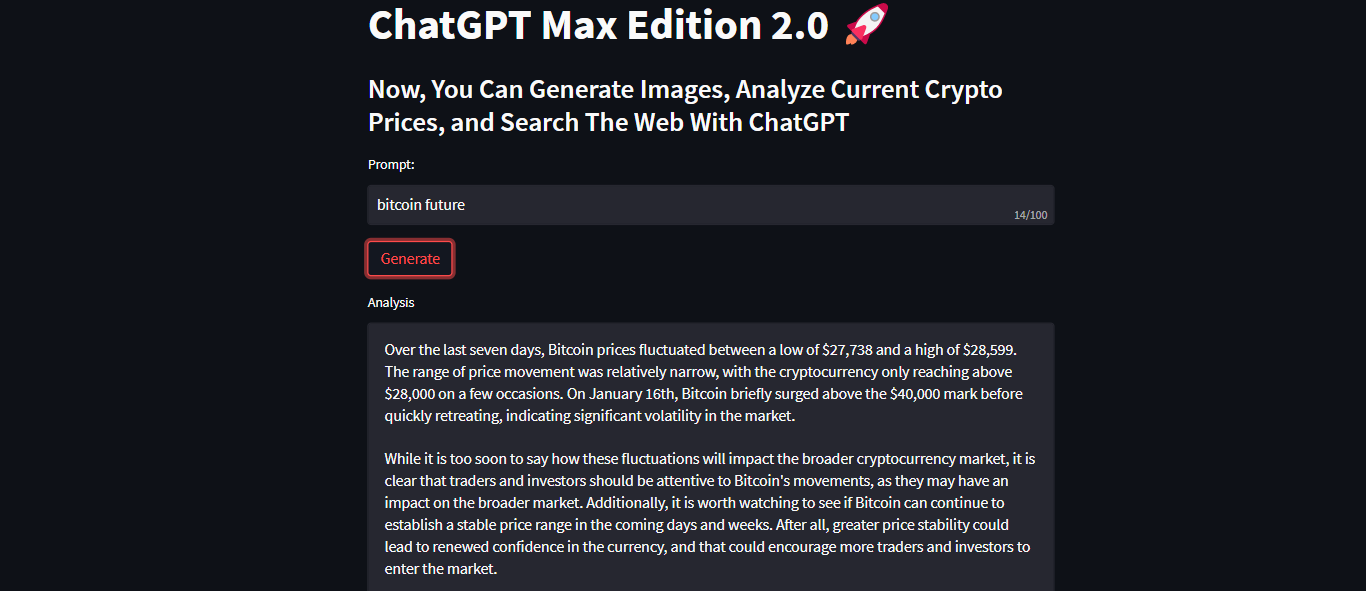 ChatGPT Max Edition 2.0 🚀
Now, You Can Generate Images, Analyze Current Crypto
Prices, and Search The Web With ChatGPT
Prompt:
bitcoin future
14/100
Generate
Analysis
Over the last seven days, Bitcoin prices fluctuated between a low of $27,738 and a high of $28,599.
The range of price movement was relatively narrow, with the cryptocurrency only reaching above
$28,000 on a few occasions. On January 16th, Bitcoin briefly surged above the $40,000 mark before
quickly retreating, indicating significant volatility in the market.
While it is too soon to say how these fluctuations will impact the broader cryptocurrency market, it is
clear that traders and investors should be attentive to Bitcoin's movements, as they may have an
impact on the broader market. Additionally, it is worth watching to see if Bitcoin can continue to
establish a stable price range in the coming days and weeks. After all, greater price stability could
lead to renewed confidence in the currency, and that could encourage more traders and investors to
enter the market.